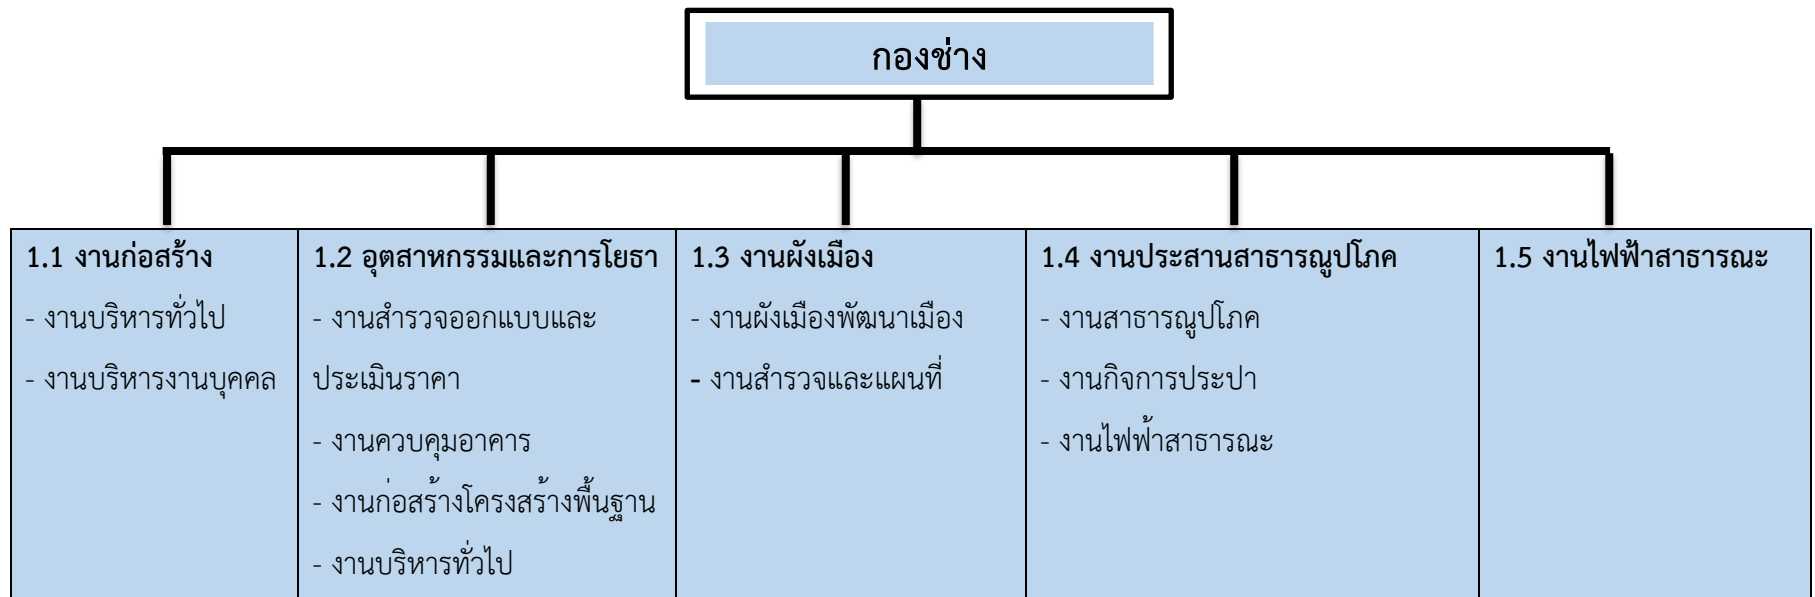 กองช่าง
1.1 งานก่อสร้าง
- งานบริหารทั่วไป
- งานบริหารงานบุคคล
1.2 อุตสาหกรรมและการโยธา
- งานสำรวจออกแบบและ
ประเมินราคา
- งานควบคุมอาคาร
- งานก่อสร้างโครงสร้างพื้นฐาน
- งานบริหารทั่วไป
1.3 งานผังเมือง
- งานผังเมืองพัฒนาเมือง
- งานสำรวจและแผนที่
1.4 งานประสานสาธารณูปโภค
- งานสาธารณูปโภค
- งานกิจการประปา
- งานไฟฟ้าสาธารณะ
1.5 งานไฟฟ้าสาธารณะ